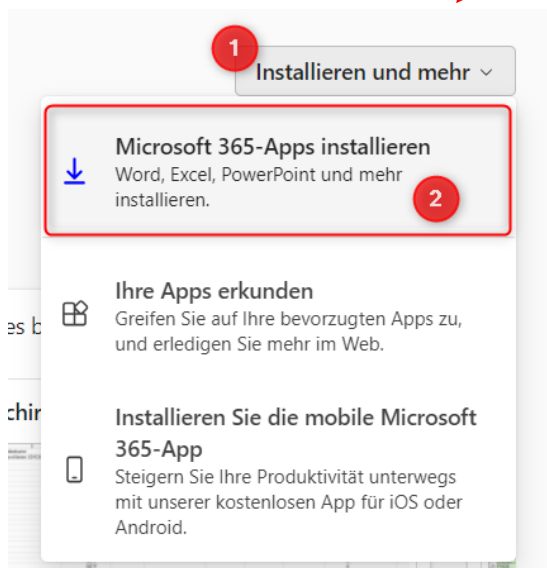 1
Installieren und mehr
Microsoft 365-Apps installieren
Word, Excel, PowerPoint und mehr
installieren.
2
Ihre Apps erkunden
Greifen Sie auf Ihre bevorzugten Apps zu,
und erledigen Sie mehr im Web.
es b
chir
Installieren Sie die mobile Microsoft
365-App
Steigern Sie Ihre Produktivität unterwegs
mit unserer kostenlosen App für iOS oder
Android.